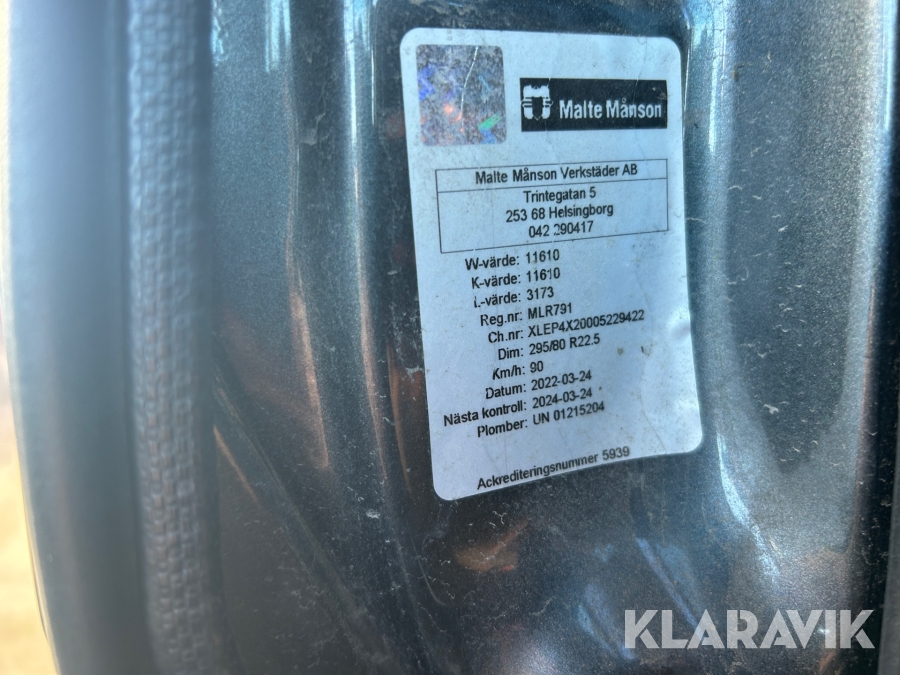 Malte Månson
Malte Månson Verkstäder AB
Trintegatan 5
253 68 Helsingborg
042 290417
W-värde: 11610
K-värde: 11610
L-värde: 3173
Reg.nr: MLR791
Ch.nr: XLEP4X20005229422
Dim: 295/80 R22.5
Km/h: 90
Datum: 2022-03-24
Nästa kontroll: 2024-03-24
Plomber: UN 01215204
Ackrediteringsnummer 5939
KLARAVIK